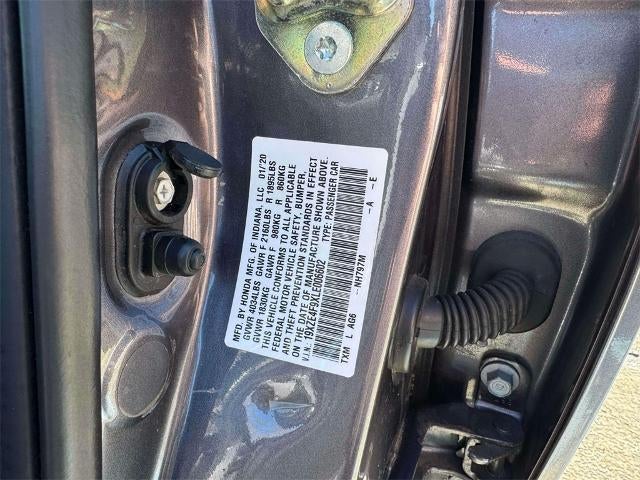 MFD. BY HONDA MFG. OF INDIANA, LLC 01/20
GVWR 4034LBS GAWR F 2160LBS R 1895LBS
GVWR 1830KG GAWR F 980KG R 860KG
THIS VEHICLE CONFORMS TO ALL APPLICABLE
FEDERAL MOTOR VEHICLE SAFETY, BUMPER,
AND THEFT PREVENTION STANDARDS IN EFFECT
ON THE DATE OF MANUFACTURE SHOWN ABOVE.
V.I.N. 19XZE4F9XLE006602 TYPE: PASSENGER CAR
TXM L AG6 -NH797M -A -E